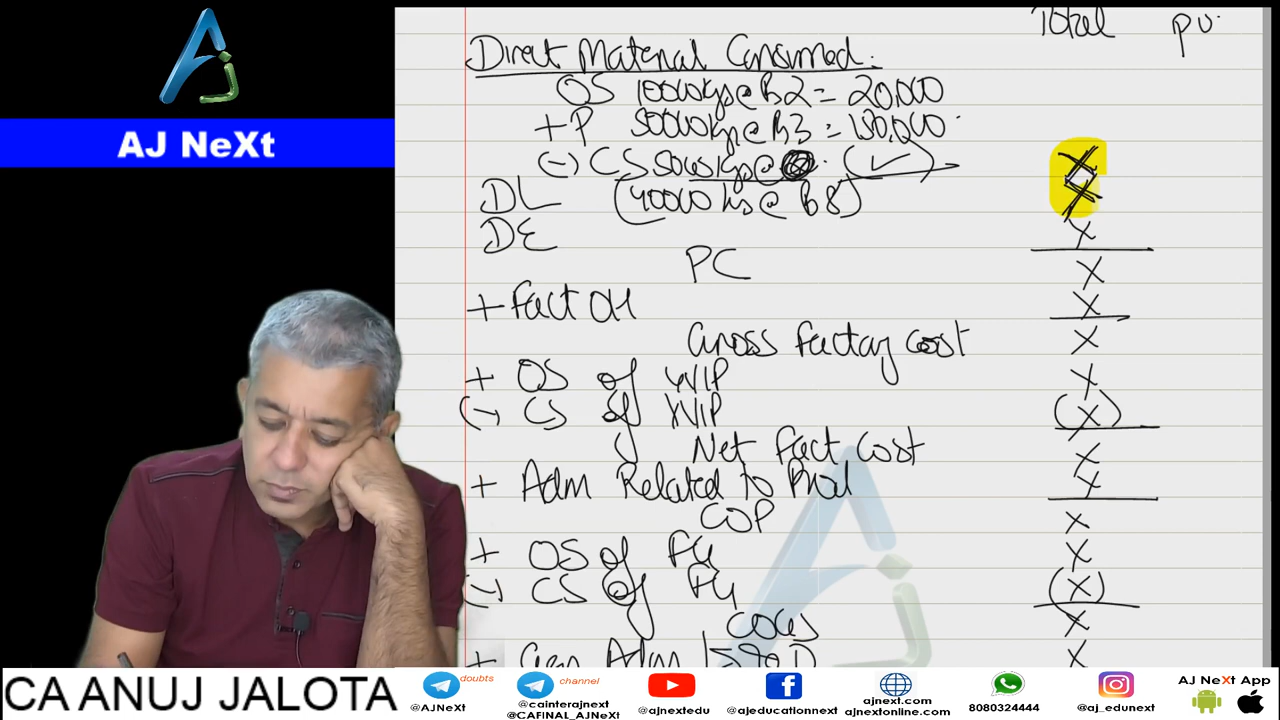 Total pu.
AJ NeXt
Direct Material Consumed:
OS 10000kgs@Rs2 = 20,000
+P 50000kgs@Rs3 = 150,000
(-) CS 5000kgs@ (✓)
DL (40000 hrs@ Rs8)
X
DE X
PC X
+ Fact OH X
Gross Factory Cost X
+ OS of WIP X
(-) CS of WIP (X)
Net Fact Cost X
+ Adm Related to Prod X
COP X
+ OS of FG X
(-) CS of FG (X)
COGS X
+ Gen Adm X
CA ANUJ JALOTA
doubts
@AJNeXt
channel
@cainterajnext
@CAFINAL_AJNeXt
@ajnextedu
@ajeducationnext
ajnext.com
ajnextonline.com
8080324444
@aj_edunext
AJ NeXt App